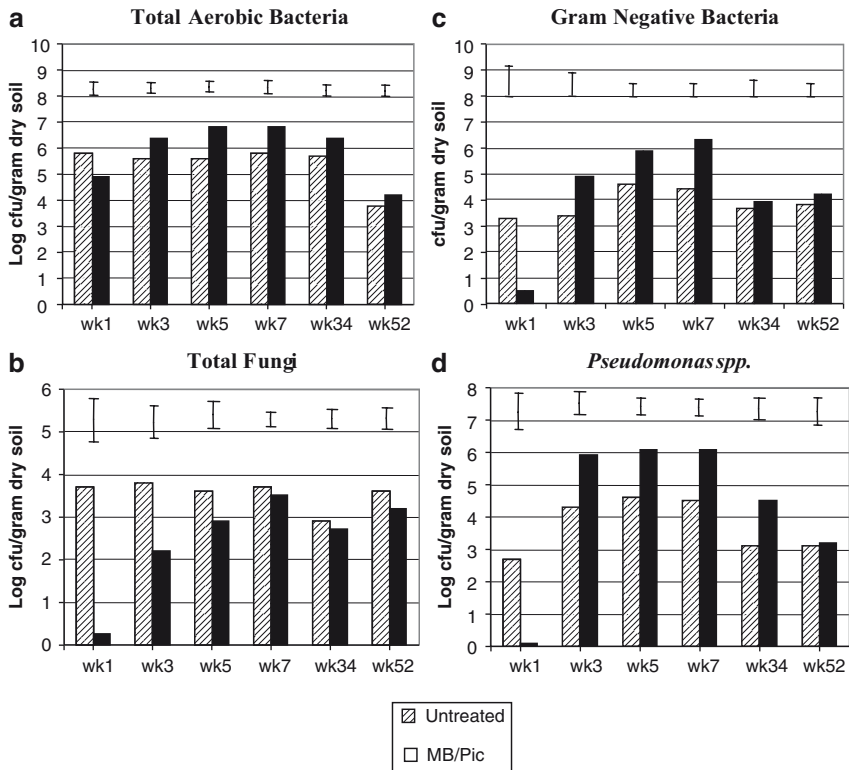 a Total Aerobic Bacteria
Log cfu/gram dry soil
10
9
8
7
6
5
4
3
2
1
0
wk1 wk3 wk5 wk7 wk34 wk52
c Gram Negative Bacteria
cfu/gram dry soil
10
9
8
7
6
5
4
3
2
1
0
wk1 wk3 wk5 wk7 wk34 wk52
b Total Fungi
Log cfu/gram dry soil
6
5
4
3
2
1
0
wk1 wk3 wk5 wk7 wk34 wk52
d Pseudomonas spp.
Log cfu/gram dry soil
8
7
6
5
4
3
2
1
0
wk1 wk3 wk5 wk7 wk34 wk52
Untreated
MB/Pic